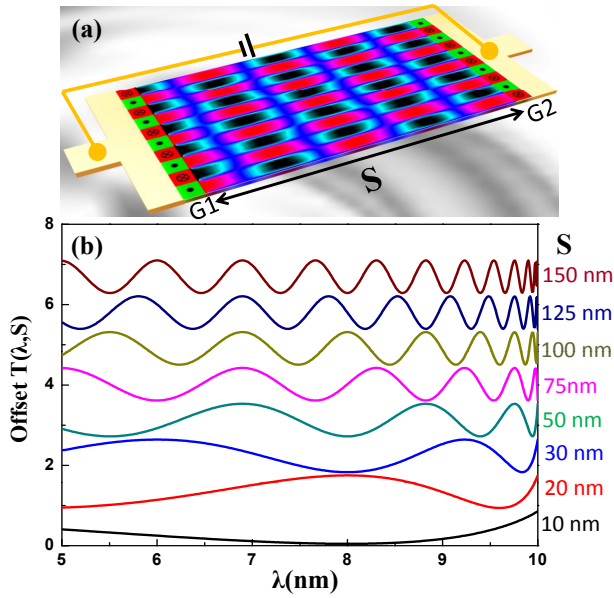 (a)
G1
S
G2
(b)
S
150 nm
125 nm
100 nm
75nm
50 nm
30 nm
20 nm
10 nm
Offset T(λ,S)
8
6
4
2
0
5
6
7
8
9
10
λ(nm)